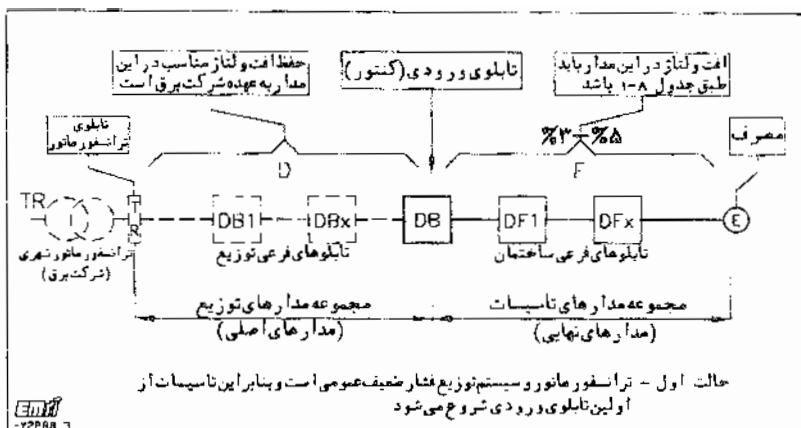 افت ولتاژ در این مدار باید
طبق جدول ۸-۱ باشد
تابلوی ورودی (کنتور)
حفظ افت ولتاژ مناسب در این
مدار به عهده شرکت برق است
تابلوی
ترانسفورماتور
مصرف
%۳ - %۵
D
F
TR
R
DB1
DBx
DB
DF1
DFx
E
ترانسفورماتور شهری
(شرکت برق)
تابلوهای فرعی توزیع
تابلوهای فرعی ساختمان
مجموعه مدارهای توزیع
(مدارهای اصلی)
مجموعه مدارهای تاسیسات
(مدارهای نهایی)
حالت اول - ترانسفورماتور و سیستم توزیع فشار ضعیف عمومی است و بنابراین تاسیسات از
اولین تابلوی ورودی شروع می شود